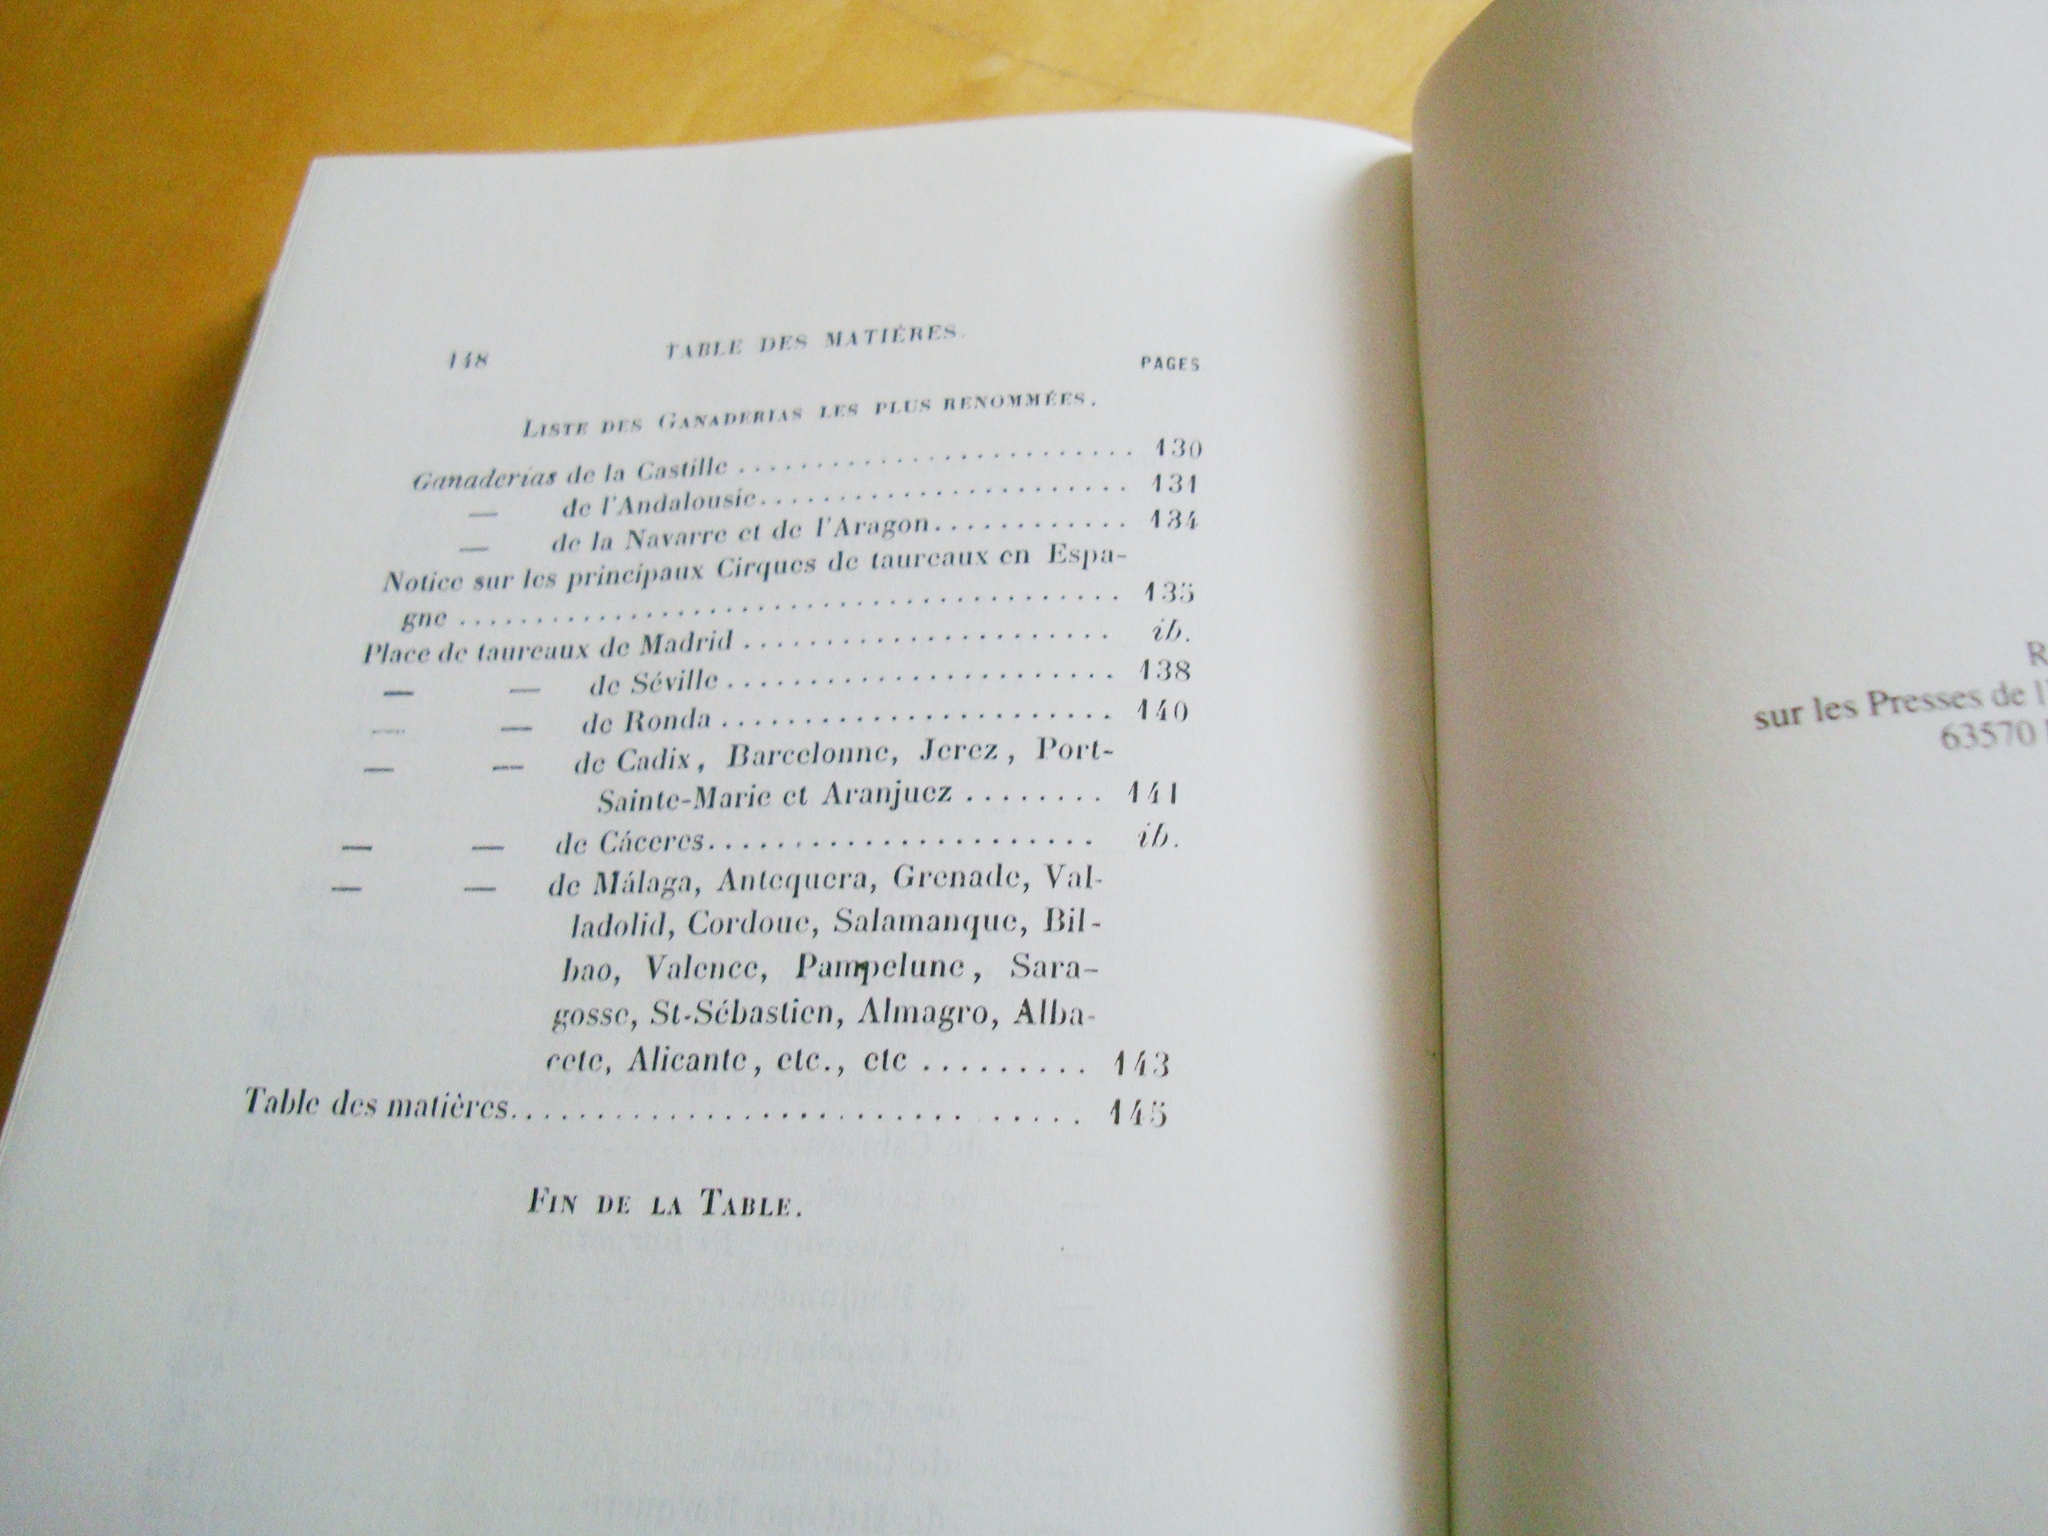 148 TABLE DES MATIÈRES.
PAGES
LISTE DES GANADERIAS LES PLUS RENOMMÉES.
Ganaderias de la Castille .......................... 130
— de l'Andalousie........................ 131
— de la Navarre et de l'Aragon............ 134
Notice sur les principaux Cirques de taureaux en Espa-
gne ....................................... 135
Place de taureaux de Madrid ...................... ib.
— — de Séville ....................... 138
— — de Ronda ....................... 140
— — de Cadix, Barcelonne, Jerez, Port-
Sainte-Marie et Aranjuez ........ 141
— — de Cáceres....................... ib.
— — de Málaga, Antequera, Grenade, Val-
ladolid, Cordoue, Salamanque, Bil-
bao, Valence, Pampelune, Sara-
gosse, St-Sébastien, Almagro, Alba-
cete, Alicante, etc., etc ......... 143
Table des matières............................... 145
FIN DE LA TABLE.
R
sur les Presses de l'
63570